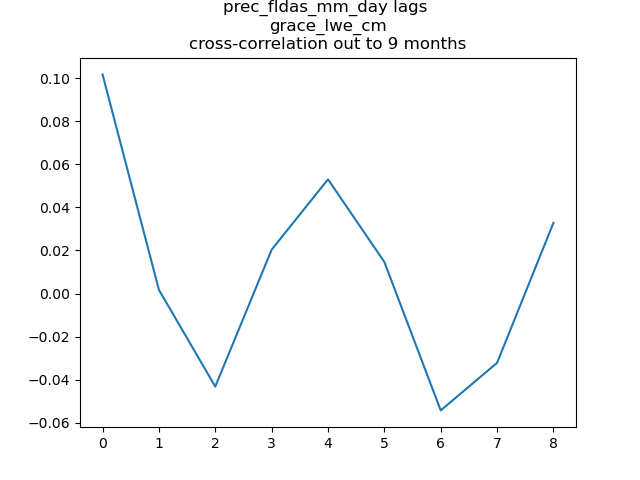 prec_fldas_mm_day lags
grace_lwe_cm
cross-correlation out to 9 months
0.10
0.08
0.06
0.04
0.02
0.00
−0.02
−0.04
−0.06
0 1 2 3 4 5 6 7 8